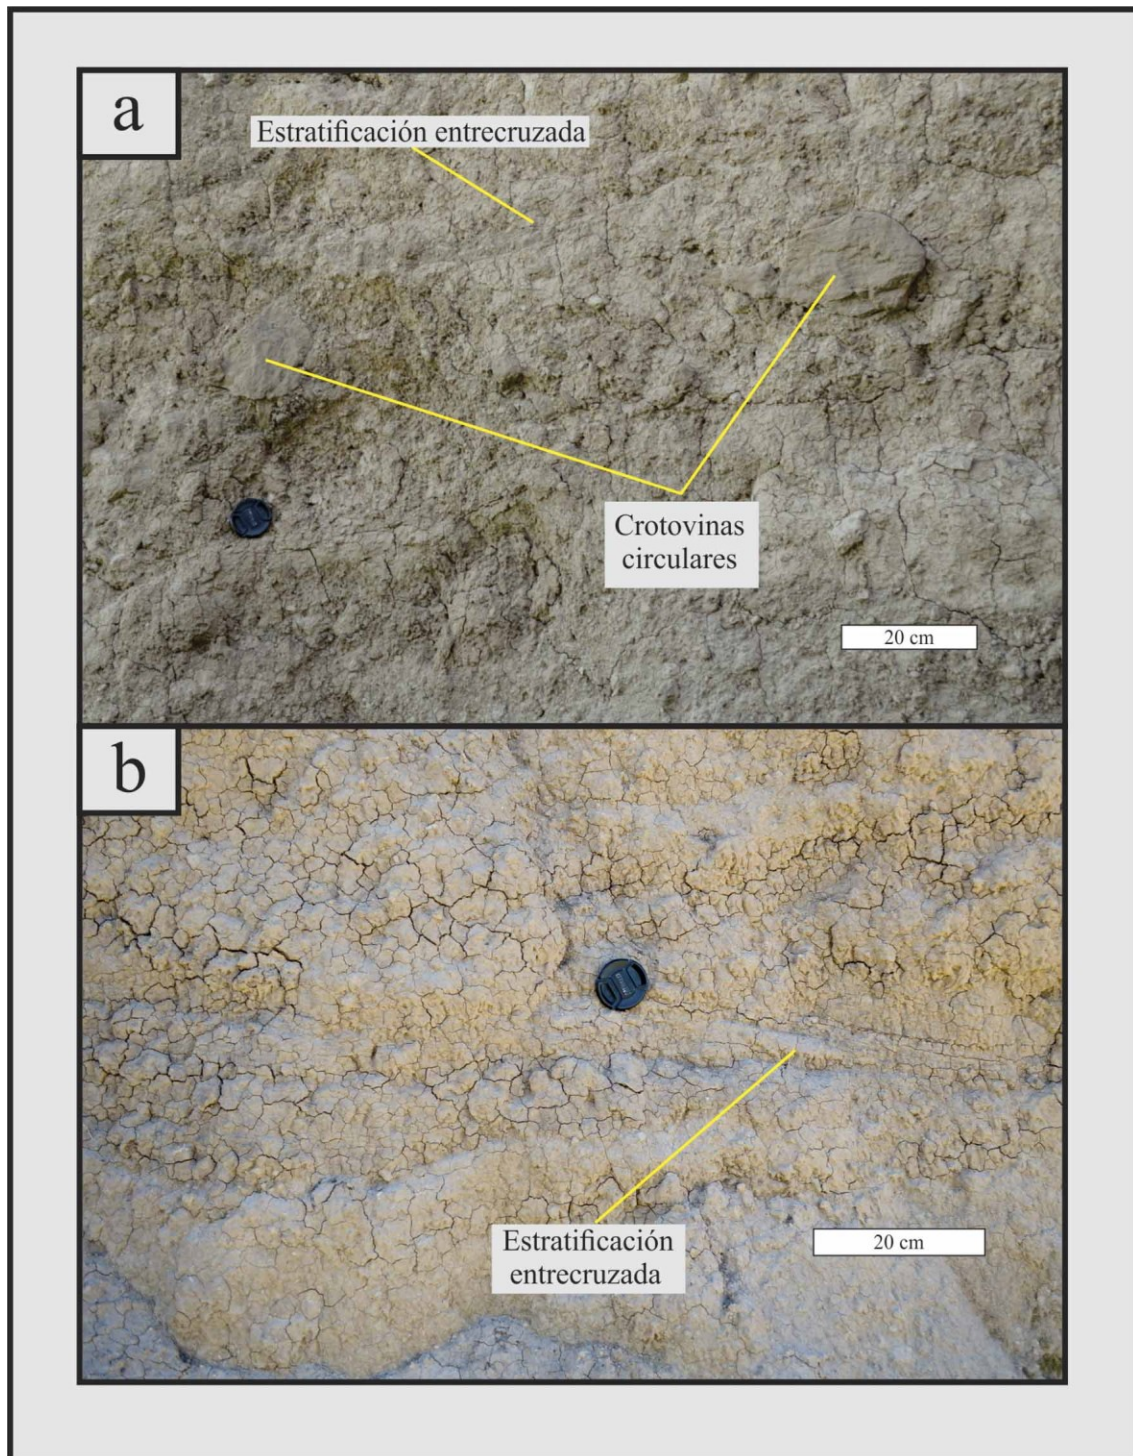 a
Estratificación entrecruzada
Crotovinas
circulares
20 cm
b
Estratificación
entrecruzada
20 cm